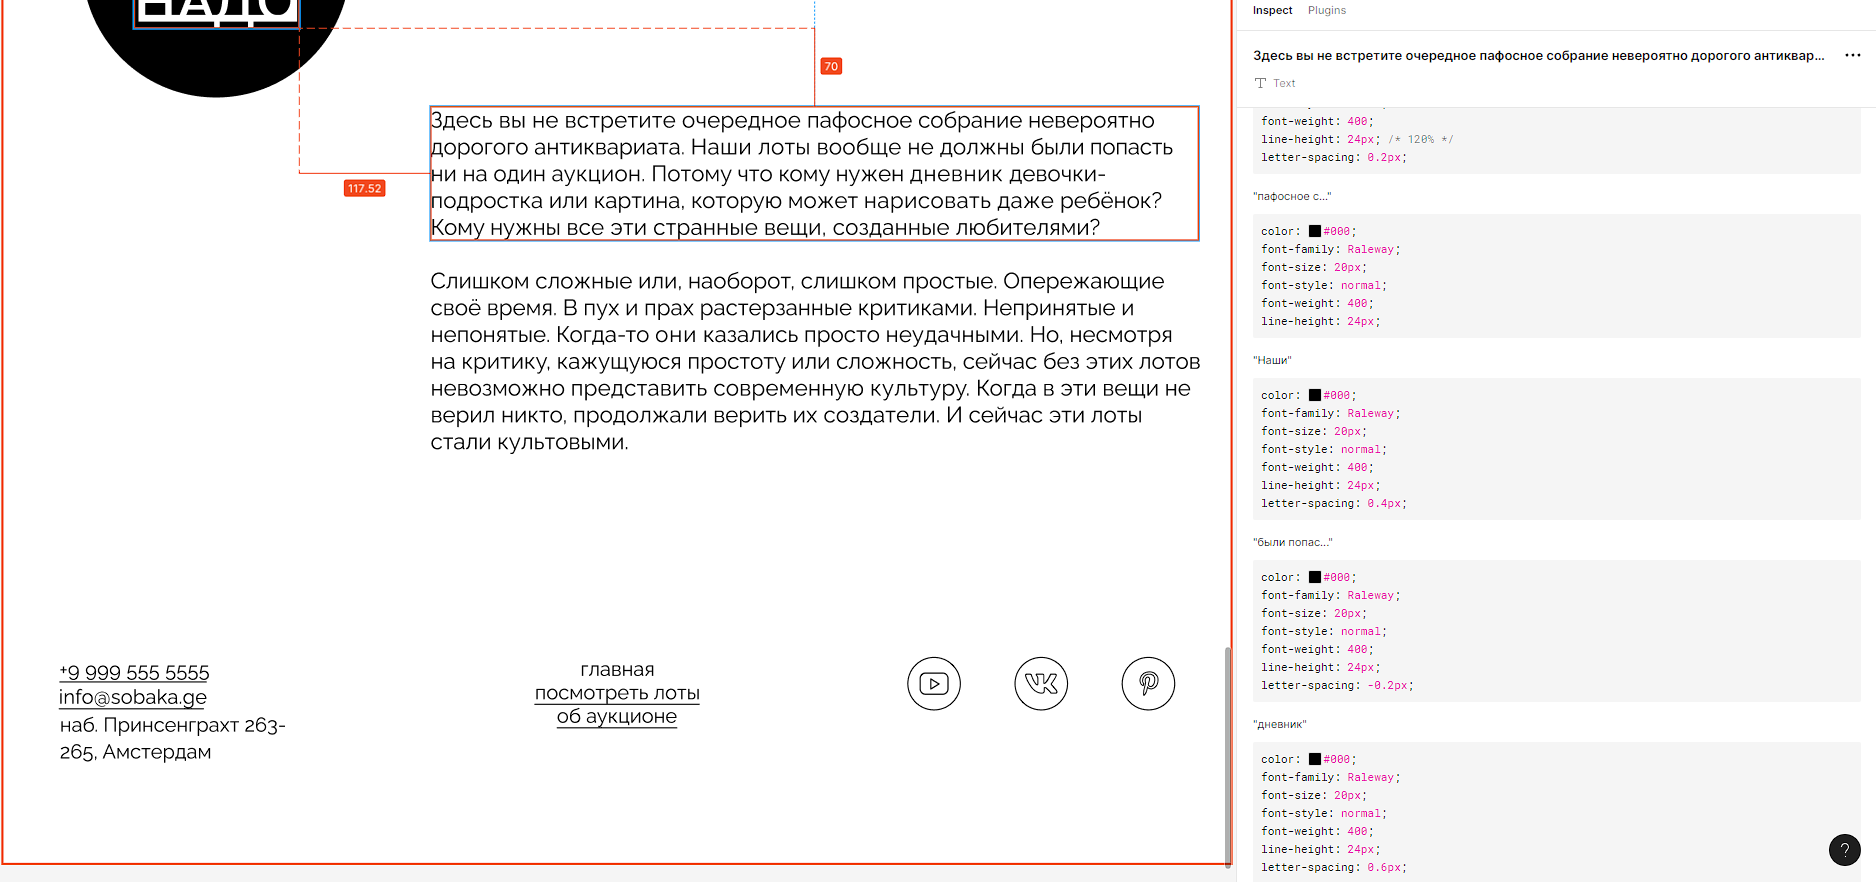 НАДО
70
117.52
Здесь вы не встретите очередное пафосное собрание невероятно
дорогого антиквариата. Наши лоты вообще не должны были попасть
ни на один аукцион. Потому что кому нужен дневник девочки-
подростка или картина, которую может нарисовать даже ребёнок?
Кому нужны все эти странные вещи, созданные любителями?
Слишком сложные или, наоборот, слишком простые. Опережающие
своё время. В пух и прах растерзанные критиками. Непринятые и
непонятые. Когда-то они казались просто неудачными. Но, несмотря
на критику, кажущуюся простоту или сложность, сейчас без этих лотов
невозможно представить современную культуру. Когда в эти вещи не
верил никто, продолжали верить их создатели. И сейчас эти лоты
стали культовыми.
+9 999 555 5555
info@sobaka.ge
наб. Принсенграхт 263-
265, Амстердам
главная
посмотреть лоты
об аукционе
Inspect Plugins
Здесь вы не встретите очередное пафосное собрание невероятно дорогого антиквар...
Text
font-weight: 400;
line-height: 24px; /* 120% */
letter-spacing: 0.2px;
"пафосное с..."
color: #000;
font-family: Raleway;
font-size: 20px;
font-style: normal;
font-weight: 400;
line-height: 24px;
"Наши"
color: #000;
font-family: Raleway;
font-size: 20px;
font-style: normal;
font-weight: 400;
line-height: 24px;
letter-spacing: 0.4px;
"были попас..."
color: #000;
font-family: Raleway;
font-size: 20px;
font-style: normal;
font-weight: 400;
line-height: 24px;
letter-spacing: -0.2px;
"дневник"
color: #000;
font-family: Raleway;
font-size: 20px;
font-style: normal;
font-weight: 400;
line-height: 24px;
letter-spacing: 0.6px;
?